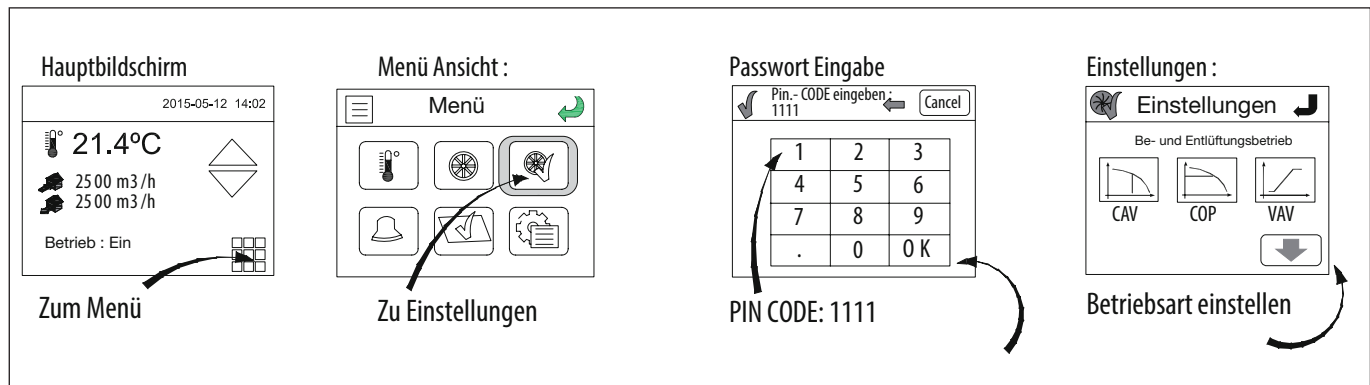 Hauptbildschirm
2015-05-12 14:02
21.4ºC
2500 m3/h
2500 m3/h
Betrieb : Ein
Zum Menü
Menü Ansicht :
Menü
Zu Einstellungen
Passwort Eingabe
Pin.- CODE eingeben :
1111
Cancel
1 2 3
4 5 6
7 8 9
. 0 OK
PIN CODE: 1111
Einstellungen :
Einstellungen
Be- und Entlüftungsbetrieb
CAV COP VAV
Betriebsart einstellen